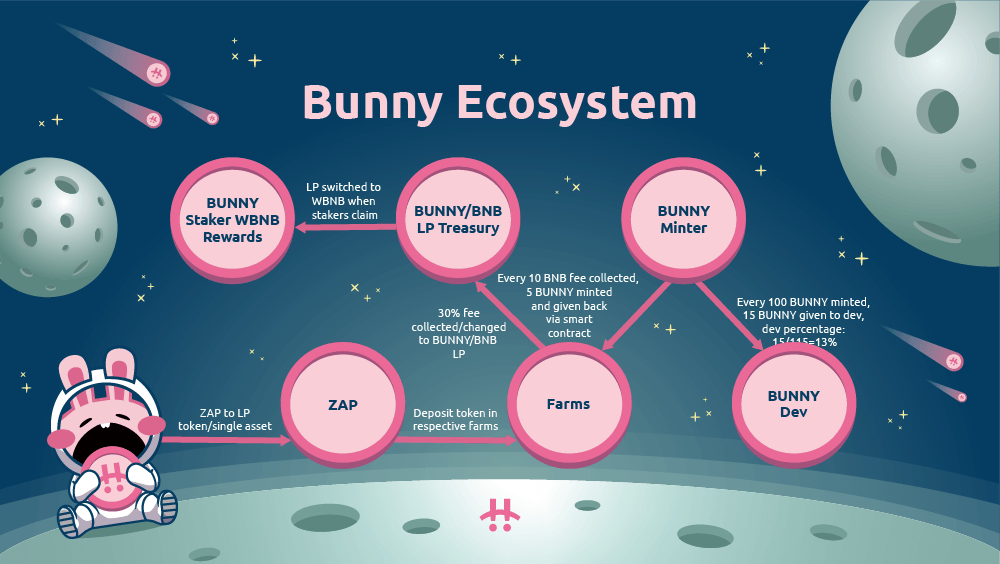 Bunny Ecosystem
BUNNY
Staker WBNB
Rewards
LP switched to
WBNB when
stakers claim
BUNNY/BNB
LP Treasury
BUNNY
Minter
Every 10 BNB fee collected,
5 BUNNY minted
and given back
via smart
contract
30% fee
collected/changed
to BUNNY/BNB
LP
Every 100 BUNNY minted,
15 BUNNY given to dev,
dev percentage:
15/115=13%
ZAP to LP
token/single asset
ZAP
Deposit token in
respective farms
Farms
BUNNY
Dev